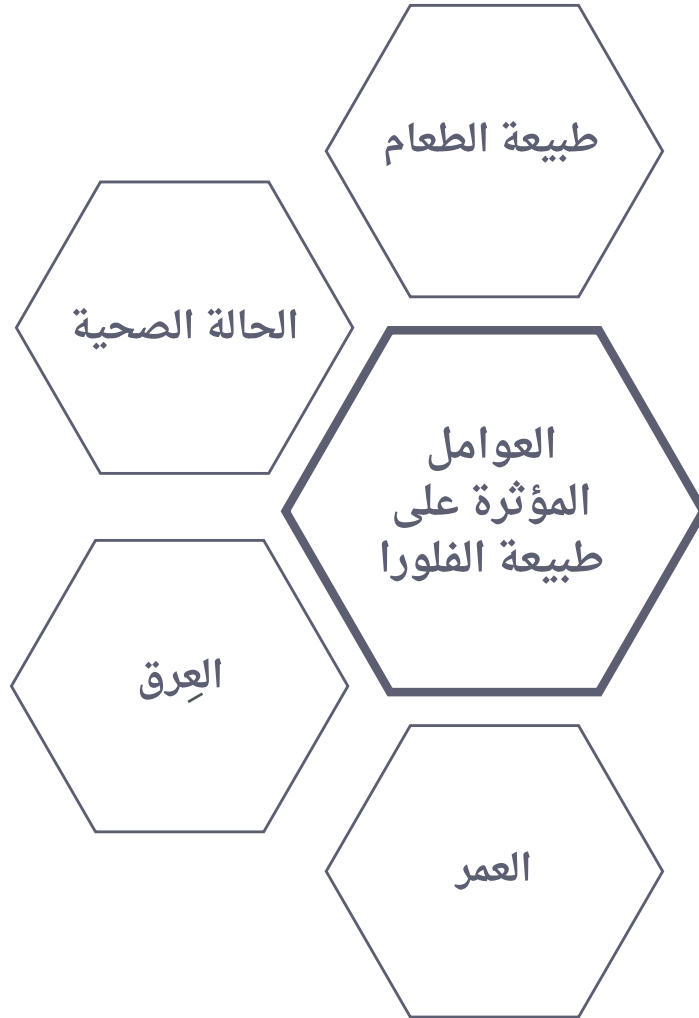 طبيعة الطعام
الحالة الصحية
العوامل
المؤثرة على
طبيعة الفلورا
العِرق
العمر